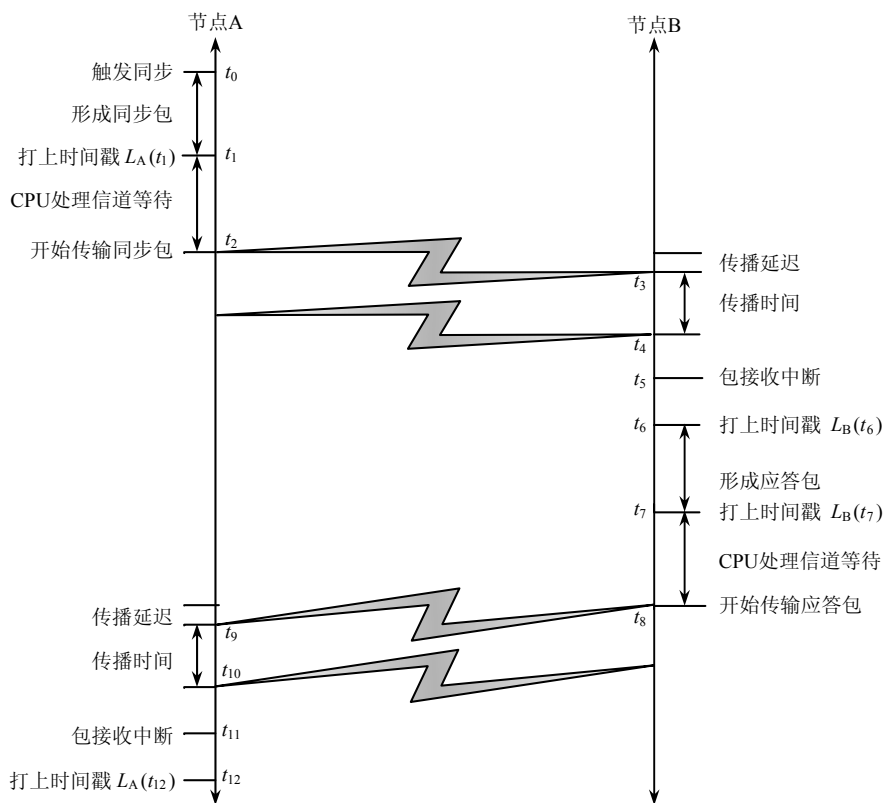 节点A
节点B
触发同步
t0
形成同步包
打上时间戳 LA(t1)
t1
CPU处理信道等待
开始传输同步包
t2
传播延迟
t3
传播时间
t4
t5
包接收中断
t6
打上时间戳 LB(t6)
形成应答包
t7
打上时间戳 LB(t7)
CPU处理信道等待
t8
开始传输应答包
传播延迟
t9
传播时间
t10
包接收中断
t11
打上时间戳 LA(t12)
t12